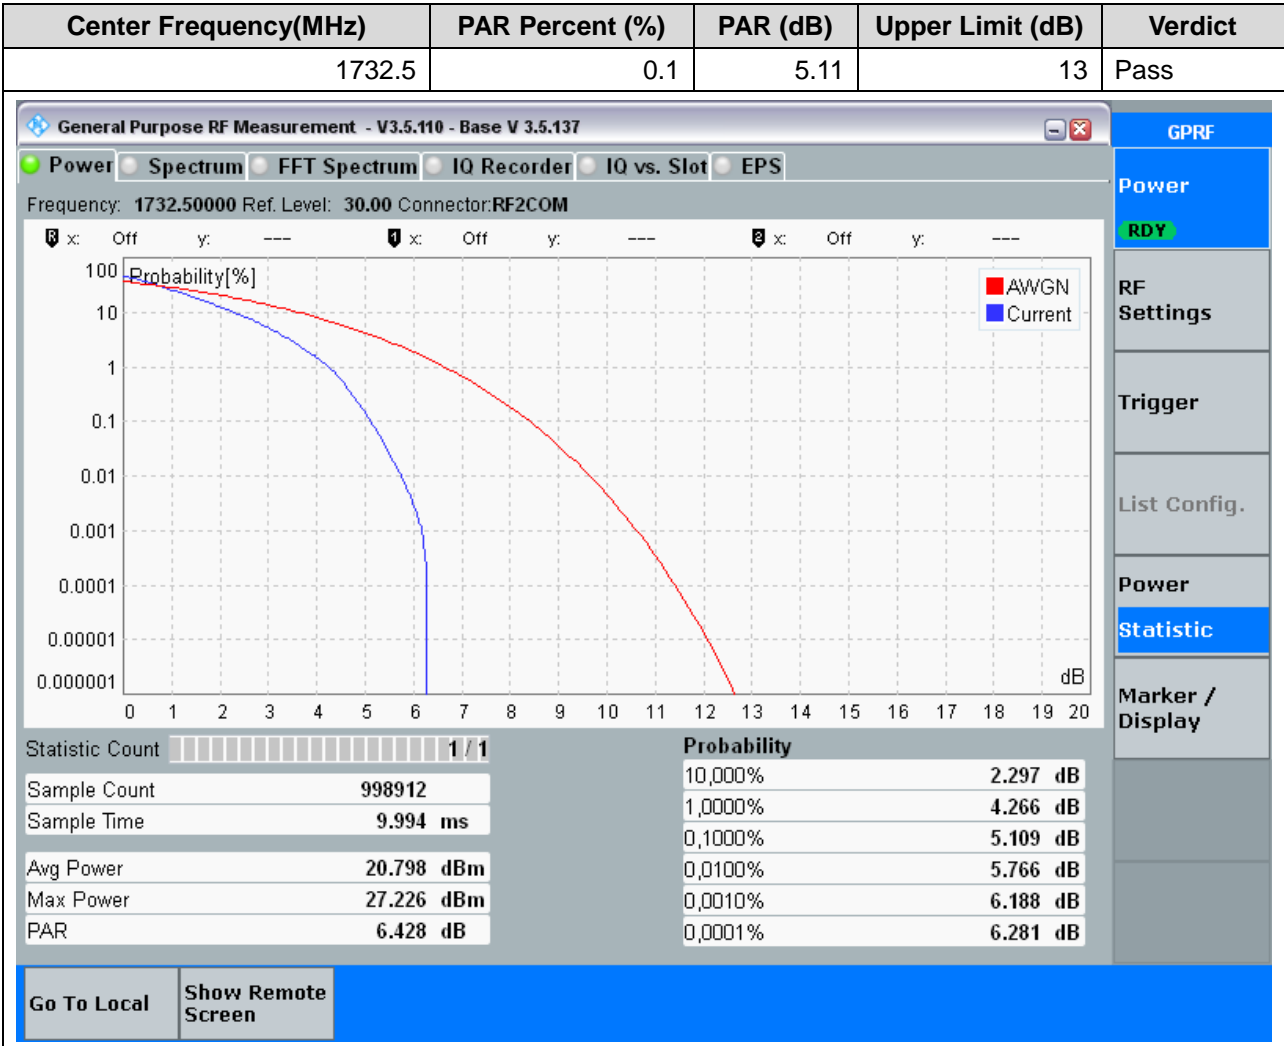 Center Frequency(MHz) PAR Percent (%) PAR (dB) Upper Limit (dB) Verdict
1732.5 0.1 5.11 13 Pass
General Purpose RF Measurement - V3.5.110 - Base V 3.5.137
GPRF
Power Spectrum FFT Spectrum IQ Recorder IQ vs. Slot EPS
Frequency: 1732.50000 Ref. Level: 30.00 Connector:RF2COM
R x: Off y: --- 1 x: Off y: --- 2 x: Off y: ---
Probability[%]
AWGN
Current
100
10
1
0.1
0.01
0.001
0.0001
0.00001
0.000001
dB
0 1 2 3 4 5 6 7 8 9 10 11 12 13 14 15 16 17 18 19 20
Statistic Count 1 / 1
Sample Count 998912
Sample Time 9.994 ms
Avg Power 20.798 dBm
Max Power 27.226 dBm
PAR 6.428 dB
Probability
10,000% 2.297 dB
1,0000% 4.266 dB
0,1000% 5.109 dB
0,0100% 5.766 dB
0,0010% 6.188 dB
0,0001% 6.281 dB
Power
RDY
RF
Settings
Trigger
List Config.
Power
Statistic
Marker /
Display
Go To Local
Show Remote
Screen